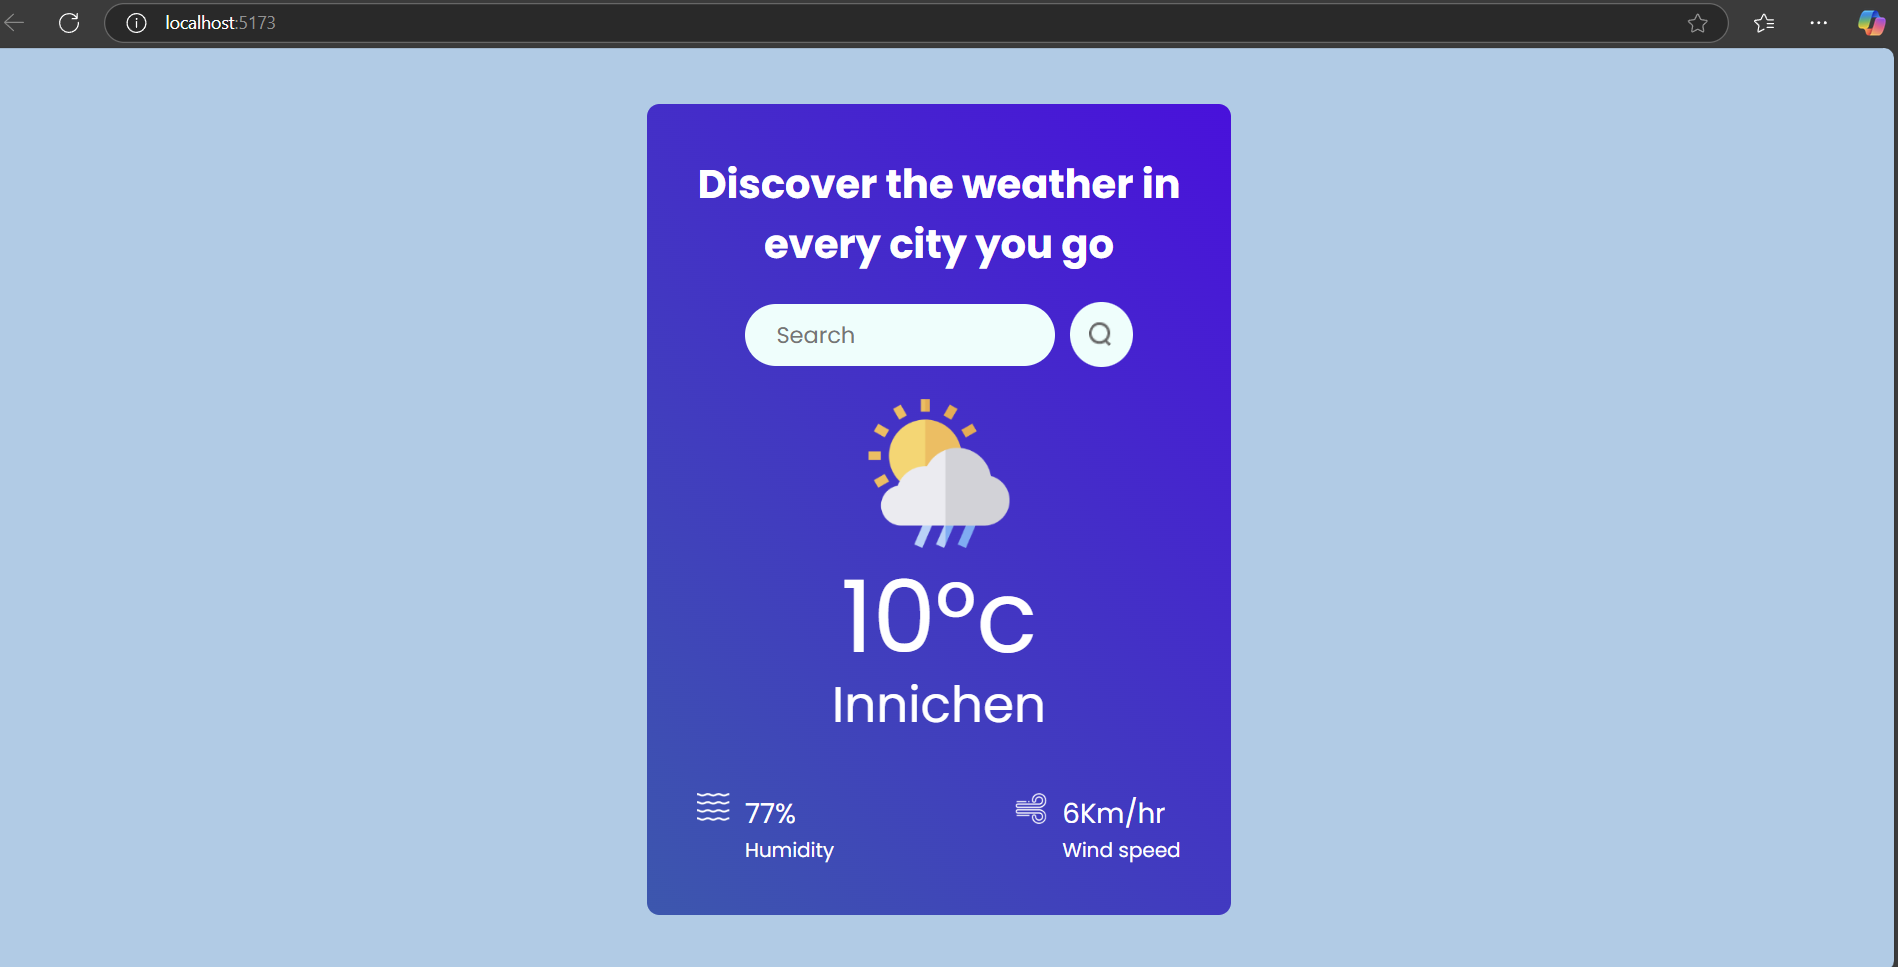 localhost:5173
Discover the weather in
every city you go
Search
10°c
Innichen
77%
Humidity
6Km/hr
Wind speed